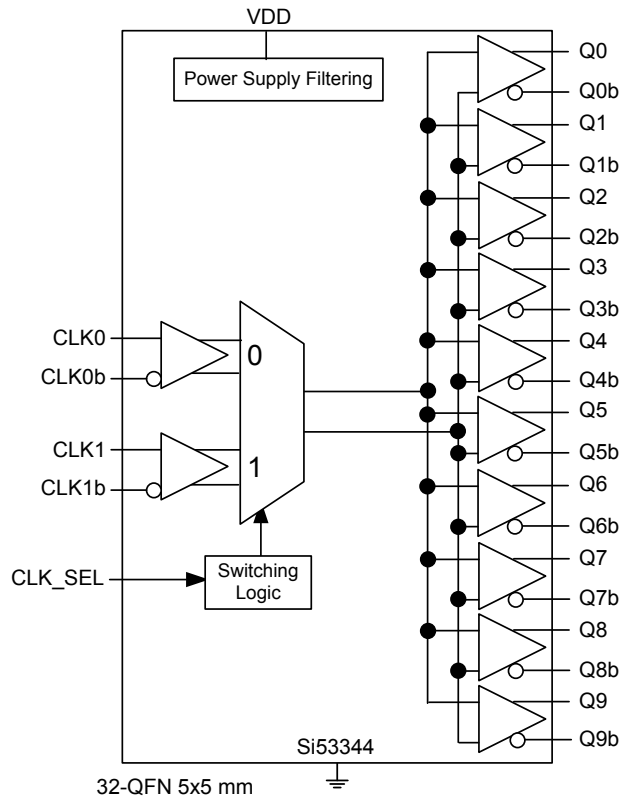 VDD
Power Supply Filtering
CLK0
CLK0b
CLK1
CLK1b
0
1
CLK_SEL
Switching
Logic
Q0
Q0b
Q1
Q1b
Q2
Q2b
Q3
Q3b
Q4
Q4b
Q5
Q5b
Q6
Q6b
Q7
Q7b
Q8
Q8b
Q9
Q9b
Si53344
32-QFN 5x5 mm